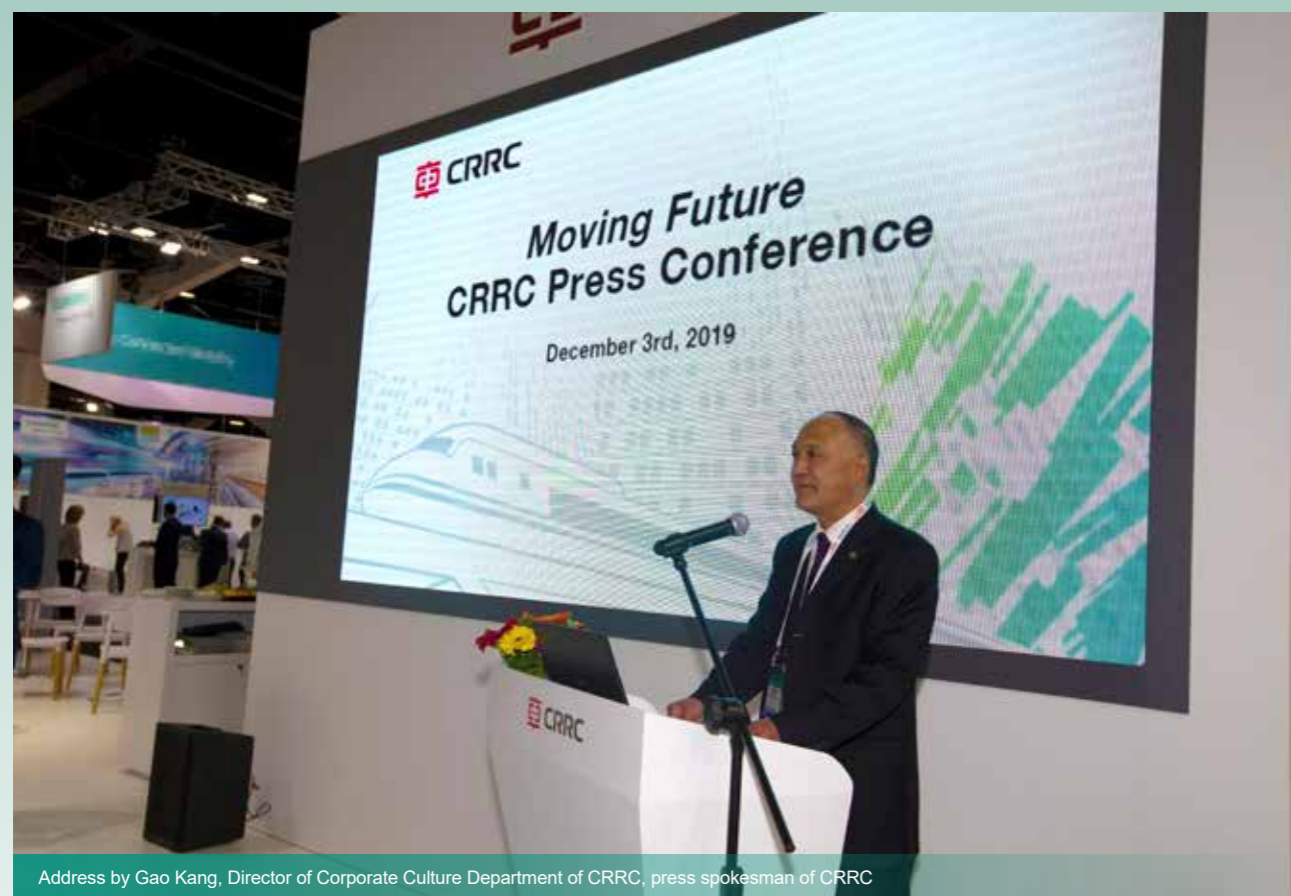 CRRC
Moving Future
CRRC Press Conference
December 3rd, 2019
CRRC
Address by Gao Kang, Director of Corporate Culture Department of CRRC, press spokesman of CRRC